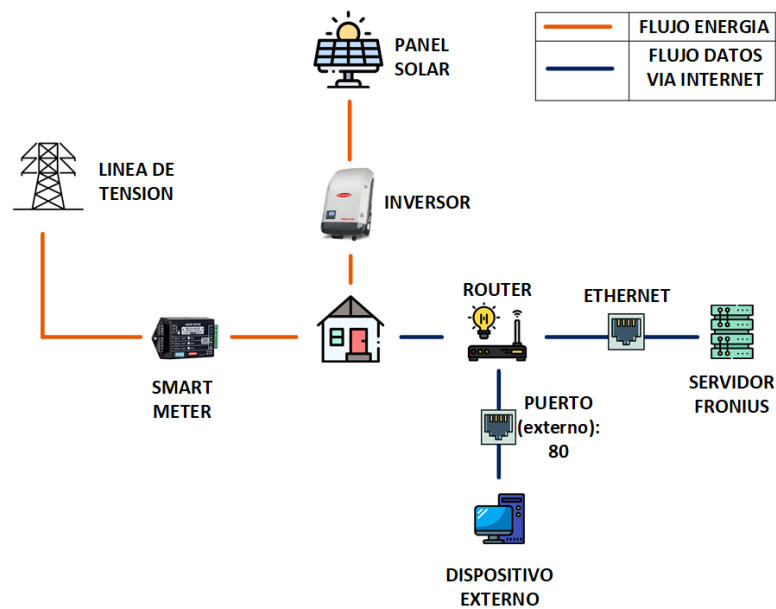 PANEL
SOLAR
FLUJO ENERGIA
FLUJO DATOS
VIA INTERNET
LINEA DE
TENSION
INVERSOR
ROUTER
ETHERNET
SMART
METER
SERVIDOR
FRONIUS
PUERTO
(externo):
80
DISPOSITIVO
EXTERNO